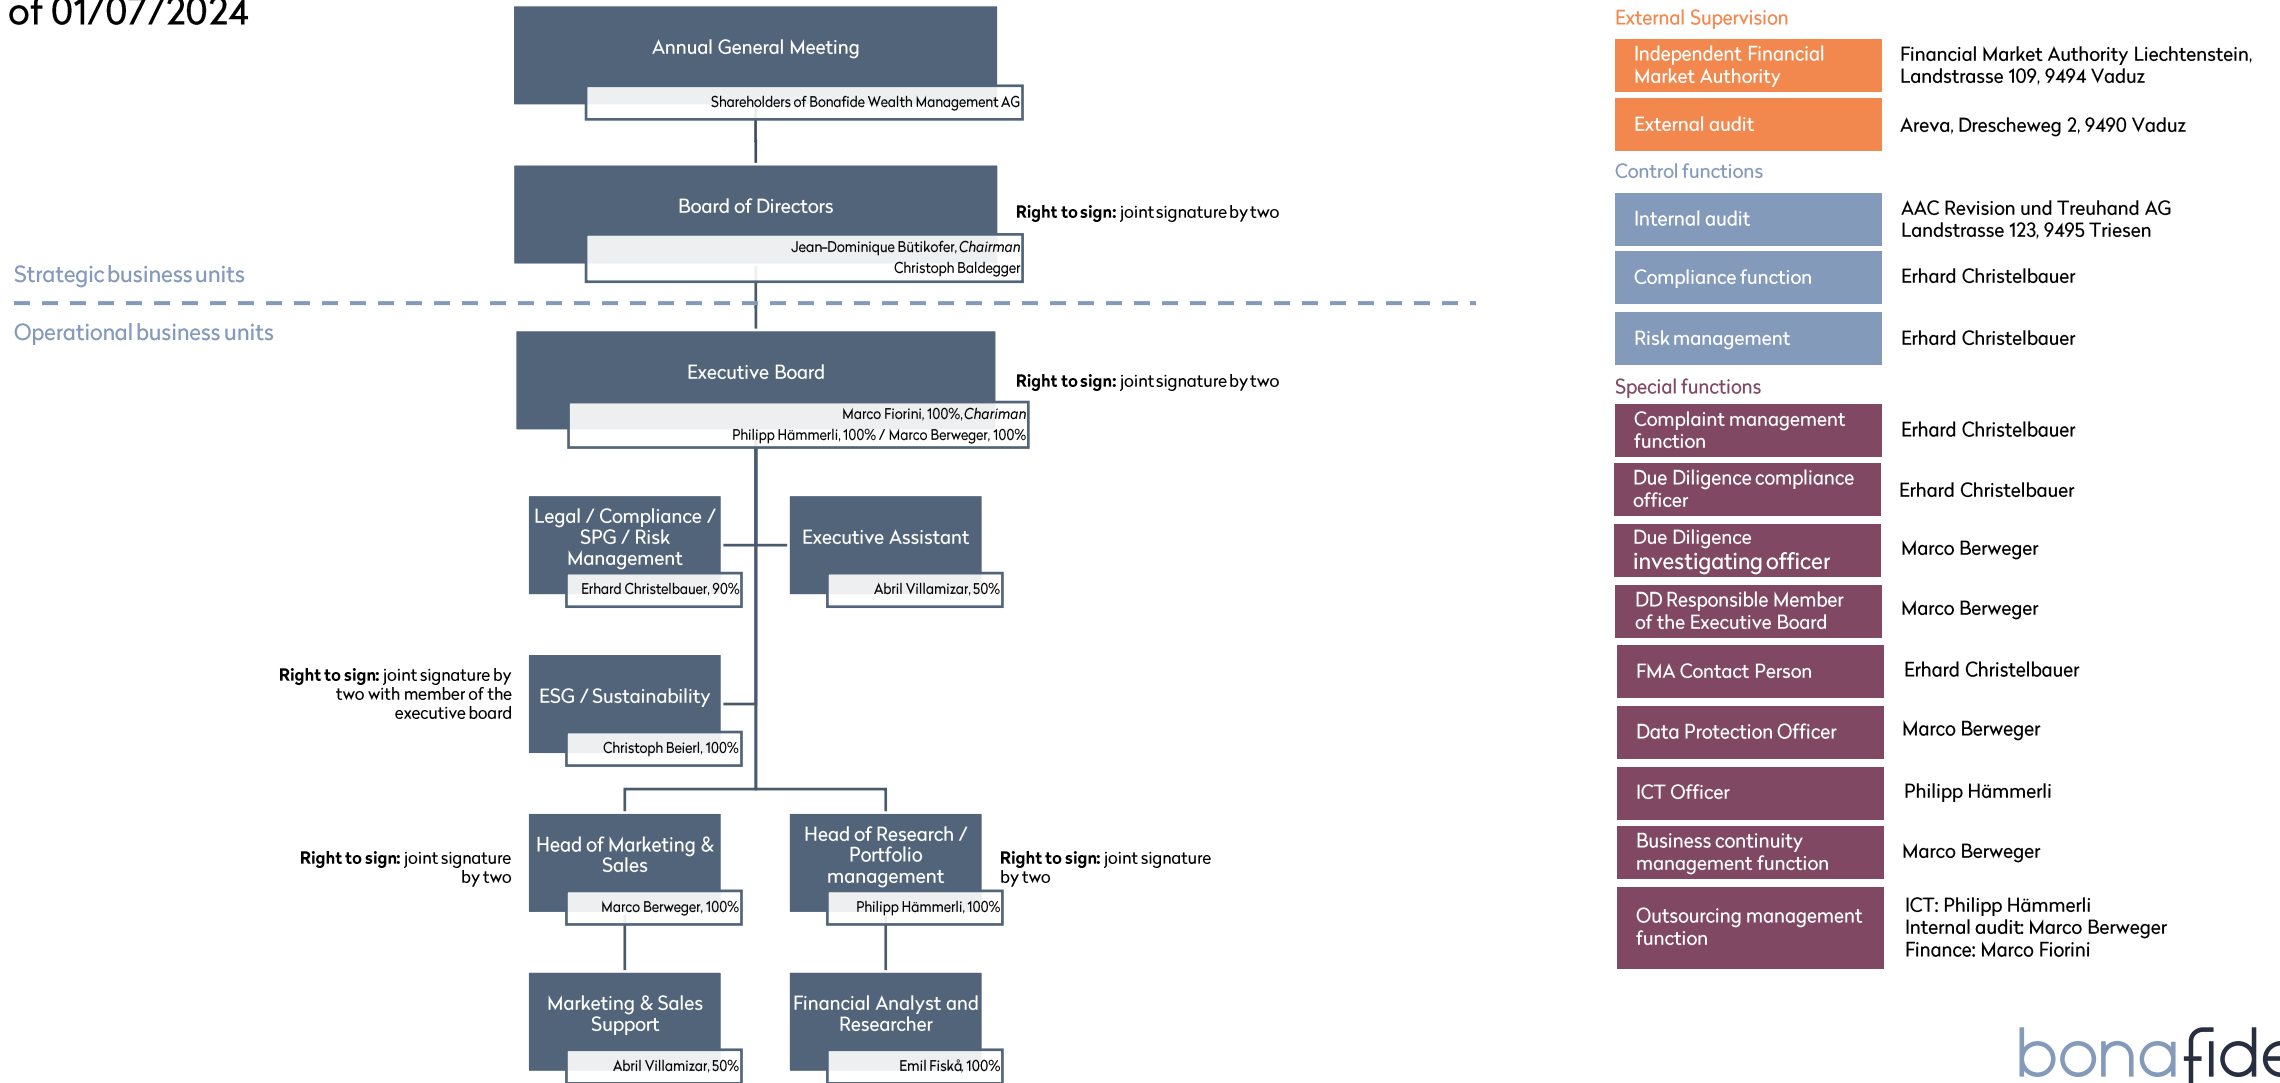 of 01/07/2024
Annual General Meeting
Shareholders of Bonafide Wealth Management AG
Board of Directors
Jean-Dominique Bütikofer, Chairman
Christoph Baldegger
Right to sign: joint signature by two
Strategic business units
Operational business units
Executive Board
Marco Fiorini, 100%, Chariman
Philipp Hämmerli, 100% / Marco Berweger, 100%
Right to sign: joint signature by two
Legal / Compliance /
SPG / Risk
Management
Erhard Christelbauer, 90%
Executive Assistant
Abril Villamizar, 50%
Right to sign: joint signature by
two with member of the
executive board
ESG / Sustainability
Christoph Beierl, 100%
Right to sign: joint signature
by two
Head of Marketing &
Sales
Marco Berweger, 100%
Head of Research /
Portfolio
management
Philipp Hämmerli, 100%
Right to sign: joint signature
by two
Marketing & Sales
Support
Abril Villamizar, 50%
Financial Analyst and
Researcher
Emil Fiskå, 100%
External Supervision
Independent Financial
Market Authority
Financial Market Authority Liechtenstein,
Landstrasse 109, 9494 Vaduz
External audit
Areva, Drescheweg 2, 9490 Vaduz
Control functions
Internal audit
AAC Revision und Treuhand AG
Landstrasse 123, 9495 Triesen
Compliance function
Erhard Christelbauer
Risk management
Erhard Christelbauer
Special functions
Complaint management
function
Erhard Christelbauer
Due Diligence compliance
officer
Erhard Christelbauer
Due Diligence
investigating officer
Marco Berweger
DD Responsible Member
of the Executive Board
Marco Berweger
FMA Contact Person
Erhard Christelbauer
Data Protection Officer
Marco Berweger
ICT Officer
Philipp Hämmerli
Business continuity
management function
Marco Berweger
Outsourcing management
function
ICT: Philipp Hämmerli
Internal audit: Marco Berweger
Finance: Marco Fiorini
bonafide